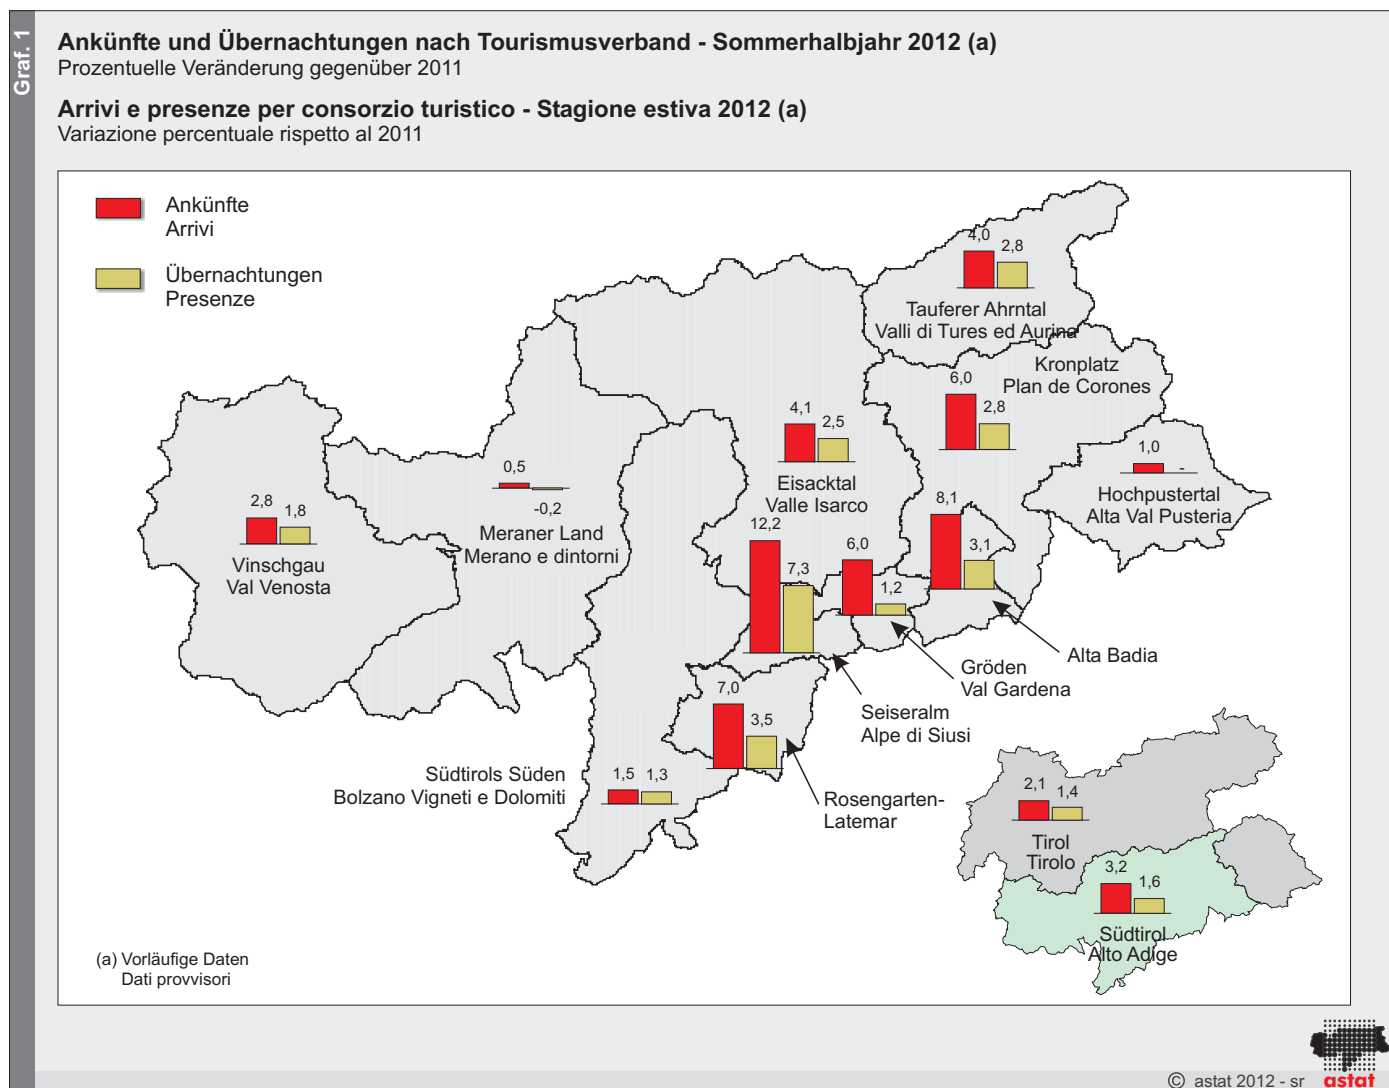 Graf. 1
Ankünfte und Übernachtungen nach Tourismusverband - Sommerhalbjahr 2012 (a)
Prozentuelle Veränderung gegenüber 2011
Arrivi e presenze per consorzio turistico - Stagione estiva 2012 (a)
Variazione percentuale rispetto al 2011
Ankünfte
Arrivi
Übernachtungen
Presenze
4,0
2,8
Tauferer Ahrntal
Valli di Tures ed Aurina
Kronplatz
Plan de Corones
6,0
2,8
4,1
2,5
Eisacktal
Valle Isarco
1,0
-
Hochpustertal
Alta Val Pusteria
0,5
-0,2
Meraner Land
Merano e dintorni
2,8
1,8
Vinschgau
Val Venosta
12,2
7,3
6,0
1,2
8,1
3,1
Alta Badia
Gröden
Val Gardena
Seiseralm
Alpe di Siusi
7,0
3,5
Rosengarten-
Latemar
Südtirols Süden
Bolzano Vigneti e Dolomiti
1,5
1,3
2,1
1,4
Tirol
Tirolo
3,2
1,6
Südtirol
Alto Adige
(a) Vorläufige Daten
Dati provvisori
© astat 2012 - sr
astat